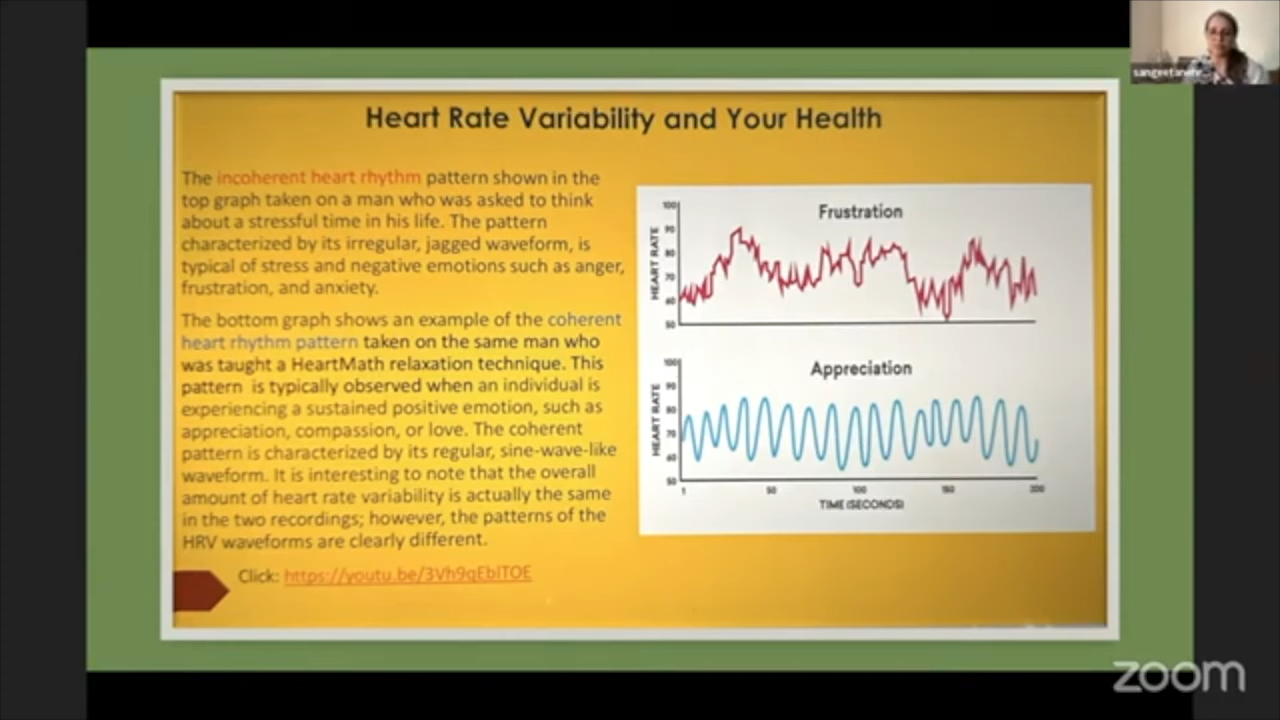 Heart Rate Variability and Your Health
The incoherent heart rhythm pattern shown in the
top graph taken on a man who was asked to think
about a stressful time in his life. The pattern
characterized by its irregular, jagged waveform, is
typical of stress and negative emotions such as anger,
frustration, and anxiety.
The bottom graph shows an example of the coherent
heart rhythm pattern taken on the same man who
was taught a HeartMath relaxation technique. This
pattern is typically observed when an individual is
experiencing a sustained positive emotion, such as
appreciation, compassion, or love. The coherent
pattern is characterized by its regular, sine-wave-like
waveform. It is interesting to note that the overall
amount of heart rate variability is actually the same
in the two recordings; however, the patterns of the
HRV waveforms are clearly different.
Click: https://youtu.be/3Vh9qEblTOE
Frustration
HEART RATE
100
90
80
70
60
50
Appreciation
HEART RATE
100
90
80
70
60
50
1 50 100 150 200
TIME (SECONDS)
zoom